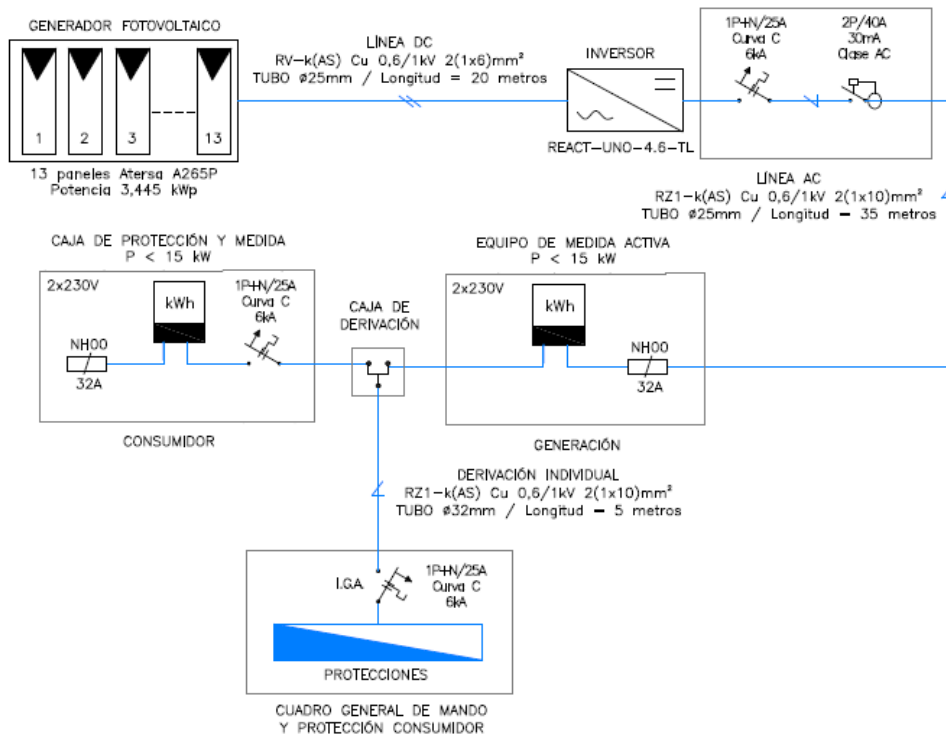 GENERADOR FOTOVOLTAICO
1
2
3
13
13 paneles Atersa A265P
Potencia 3,445 kWp
LÍNEA DC
RV-k(AS) Cu 0,6/1kV 2(1x6)mm²
TUBO ø25mm / Longitud = 20 metros
INVERSOR
REACT-UNO-4.6-TL
1P+N/25A
Curva C
6kA
2P/40A
30mA
Clase AC
LÍNEA AC
RZ1-k(AS) Cu 0,6/1kV 2(1x10)mm²
TUBO ø25mm / Longitud = 35 metros
CAJA DE PROTECCIÓN Y MEDIDA
P < 15 kW
2x230V
kWh
1P+N/25A
Curva C
6kA
NH00
32A
CONSUMIDOR
CAJA DE
DERIVACIÓN
EQUIPO DE MEDIDA ACTIVA
P < 15 kW
2x230V
kWh
NH00
32A
GENERACIÓN
DERIVACIÓN INDIVIDUAL
RZ1-k(AS) Cu 0,6/1kV 2(1x10)mm²
TUBO ø32mm / Longitud = 5 metros
I.G.A.
1P+N/25A
Curva C
6kA
PROTECCIONES
CUADRO GENERAL DE MANDO
Y PROTECCIÓN CONSUMIDOR